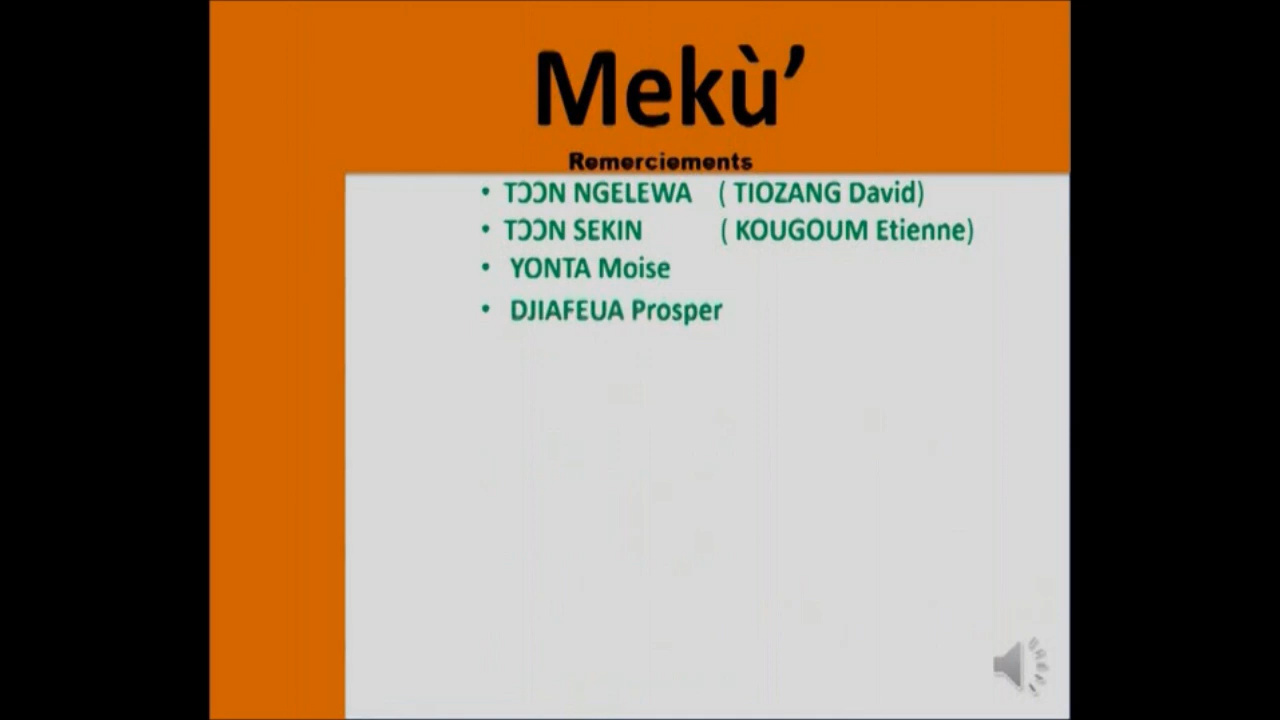 Mekù’
Remerciements
• TƆƆN NGELEWA ( TIOZANG David)
• TƆƆN SEKIN ( KOUGOUM Etienne)
• YONTA Moise
• DJIAFEUA Prosper